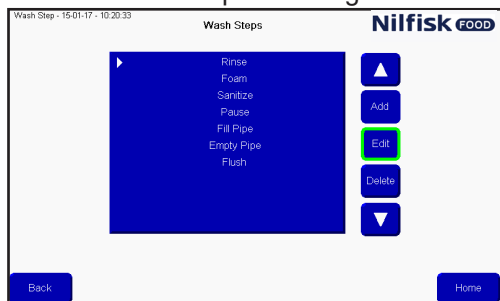 Wash Step - 15-01-17 - 10:20:33
Wash Steps
Nilfisk FOOD
Rinse
Foam
Sanitize
Pause
Fill Pipe
Empty Pipe
Flush
Add
Edit
Delete
Back
Home